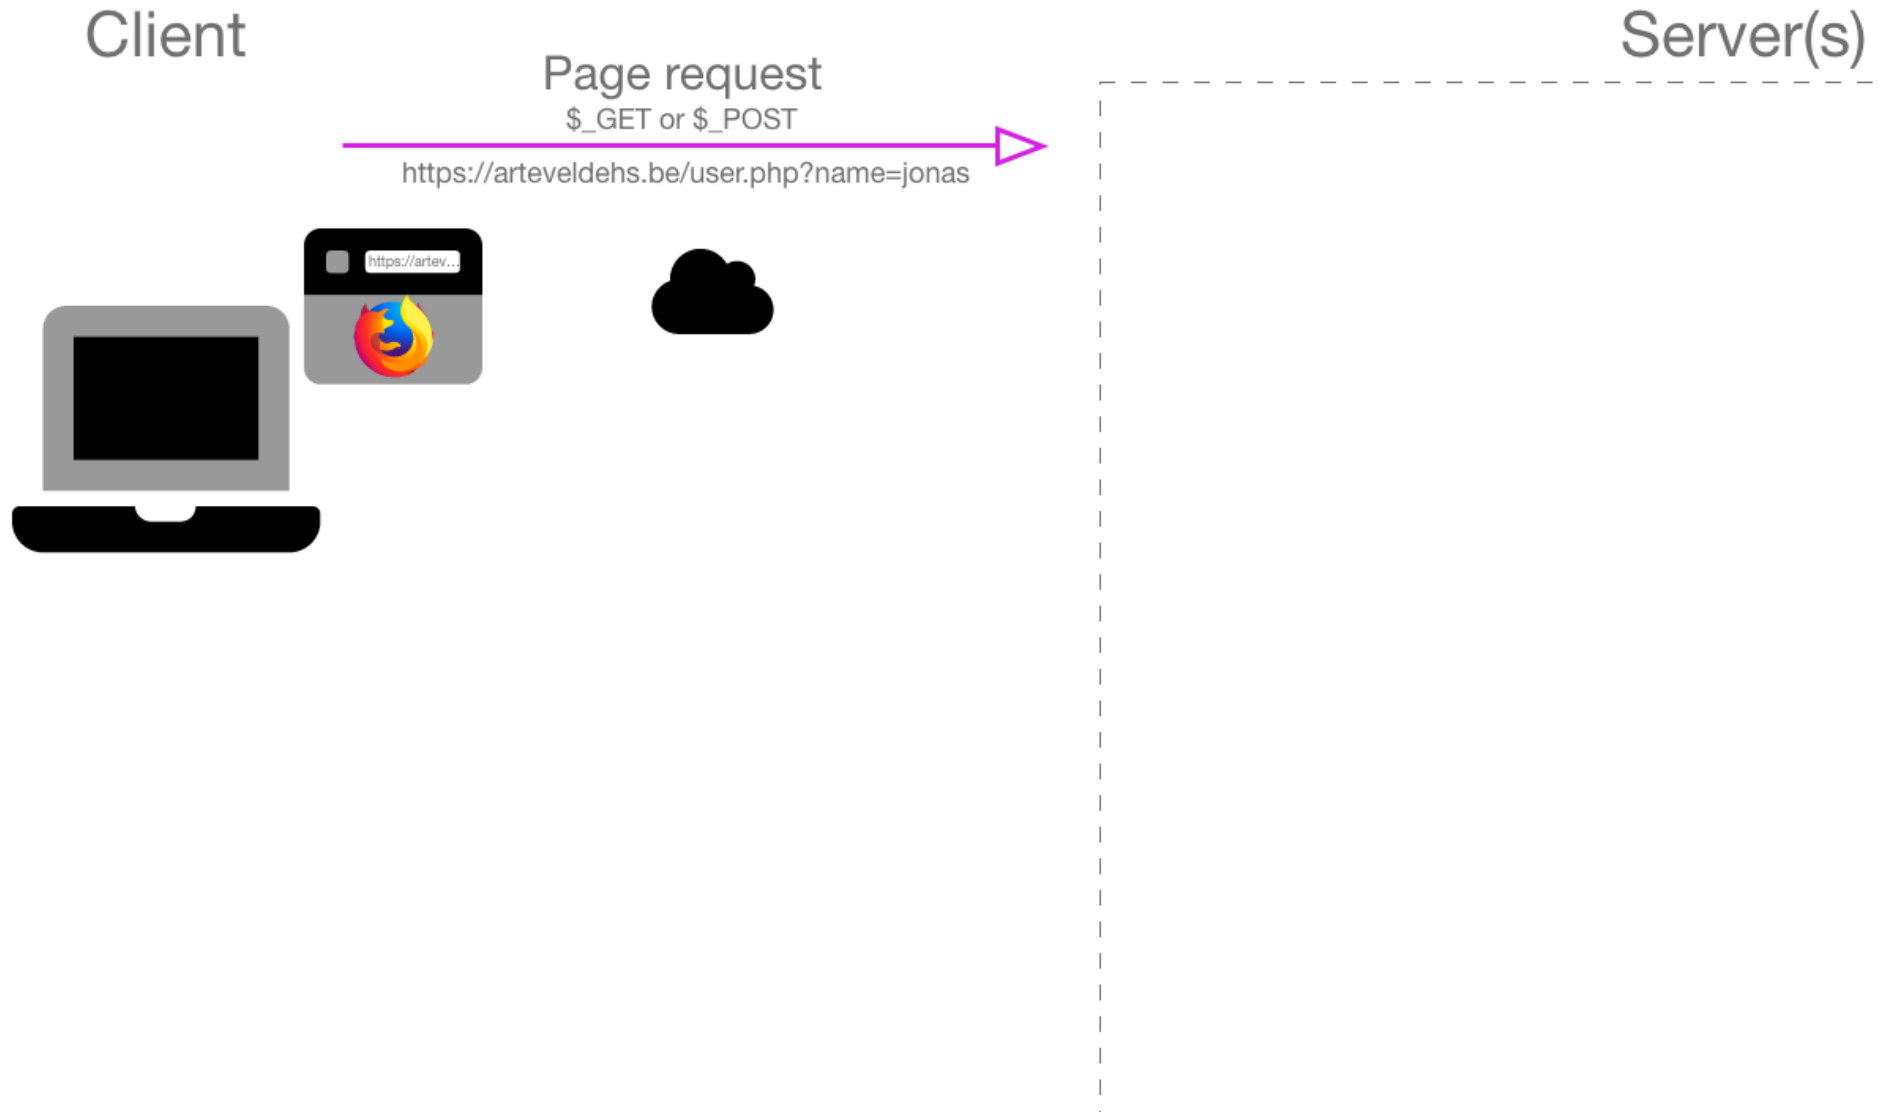 Client
Server(s)
Page request
$_GET or $_POST
https://arteveldehs.be/user.php?name=jonas
https://artev...